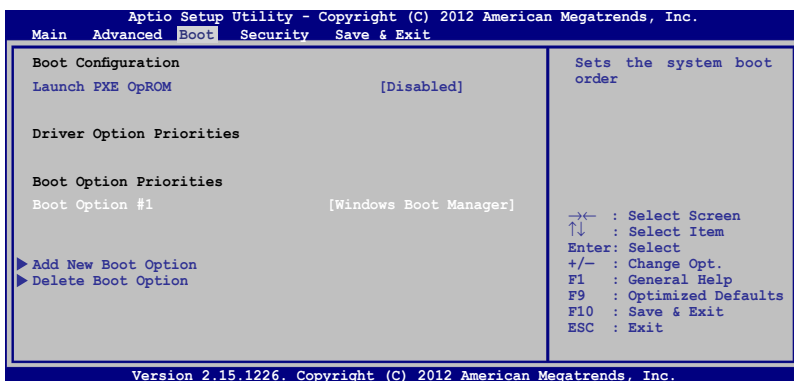 Aptio Setup Utility - Copyright (C) 2012 American Megatrends, Inc.
Main Advanced Boot Security Save & Exit
Boot Configuration
Launch PXE OpROM [Disabled]
Driver Option Priorities
Boot Option Priorities
Boot Option #1 [Windows Boot Manager]
Add New Boot Option
Delete Boot Option
Sets the system boot
order
→← : Select Screen
↑↓ : Select Item
Enter: Select
+/— : Change Opt.
F1 : General Help
F9 : Optimized Defaults
F10 : Save & Exit
ESC : Exit
Version 2.15.1226. Copyright (C) 2012 American Megatrends, Inc.